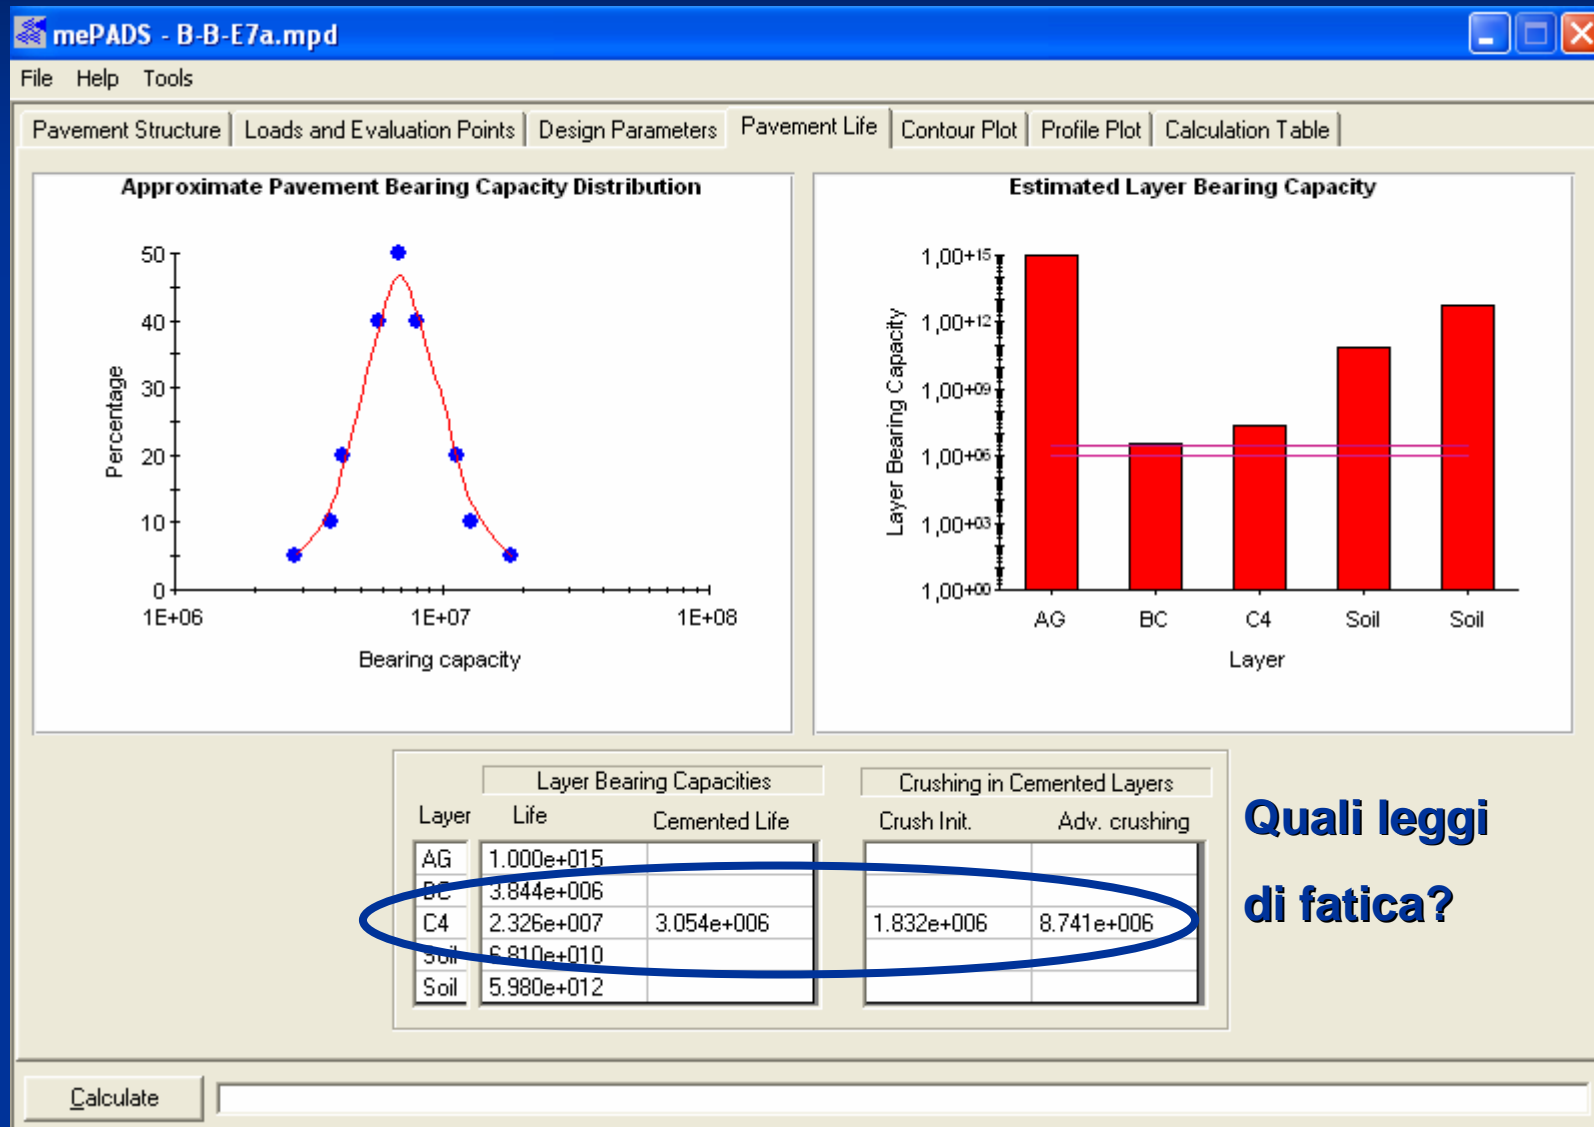 mePADS - B-B-E7a.mpd
File Help Tools
Pavement Structure Loads and Evaluation Points Design Parameters Pavement Life Contour Plot Profile Plot Calculation Table
Approximate Pavement Bearing Capacity Distribution
50
40
30
20
10
0
Percentage
1E+06 1E+07 1E+08
Bearing capacity
Estimated Layer Bearing Capacity
1,00+15
1,00+12
1,00+09
1,00+06
1,00+03
1,00+00
Layer Bearing Capacity
AG BC C4 Soil Soil
Layer
Layer Bearing Capacities Crushing in Cemented Layers
Layer Life Cemented Life Crush Init. Adv. crushing
AG 1.000e+015
BC 3.844e+006
C4 2.326e+007 3.054e+006 1.832e+006 8.741e+006
Soil 6.810e+010
Soil 5.980e+012
Quali leggi
di fatica?
Calculate